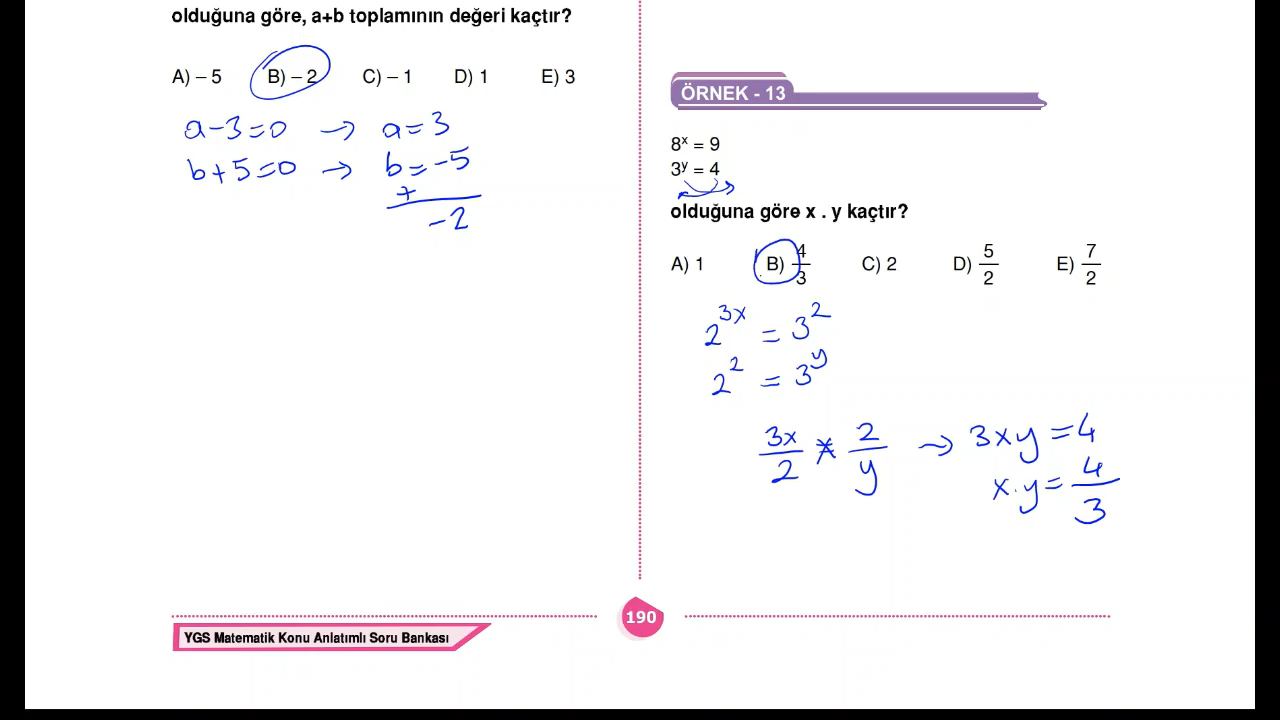 olduğuna göre, a+b toplamının değeri kaçtır?
A) – 5 B) – 2 C) – 1 D) 1 E) 3
a-3=0 → a=3
b+5=0 → b=-5
+
-2
ÖRNEK - 13
8ˣ = 9
3ʸ = 4
olduğuna göre x . y kaçtır?
A) 1 B) 4/3 C) 2 D) 5/2 E) 7/2
2^3x = 3^2
2^2 = 3^y
3x/2 * 2/y → 3xy=4
x.y=4/3
190
YGS Matematik Konu Anlatımlı Soru Bankası